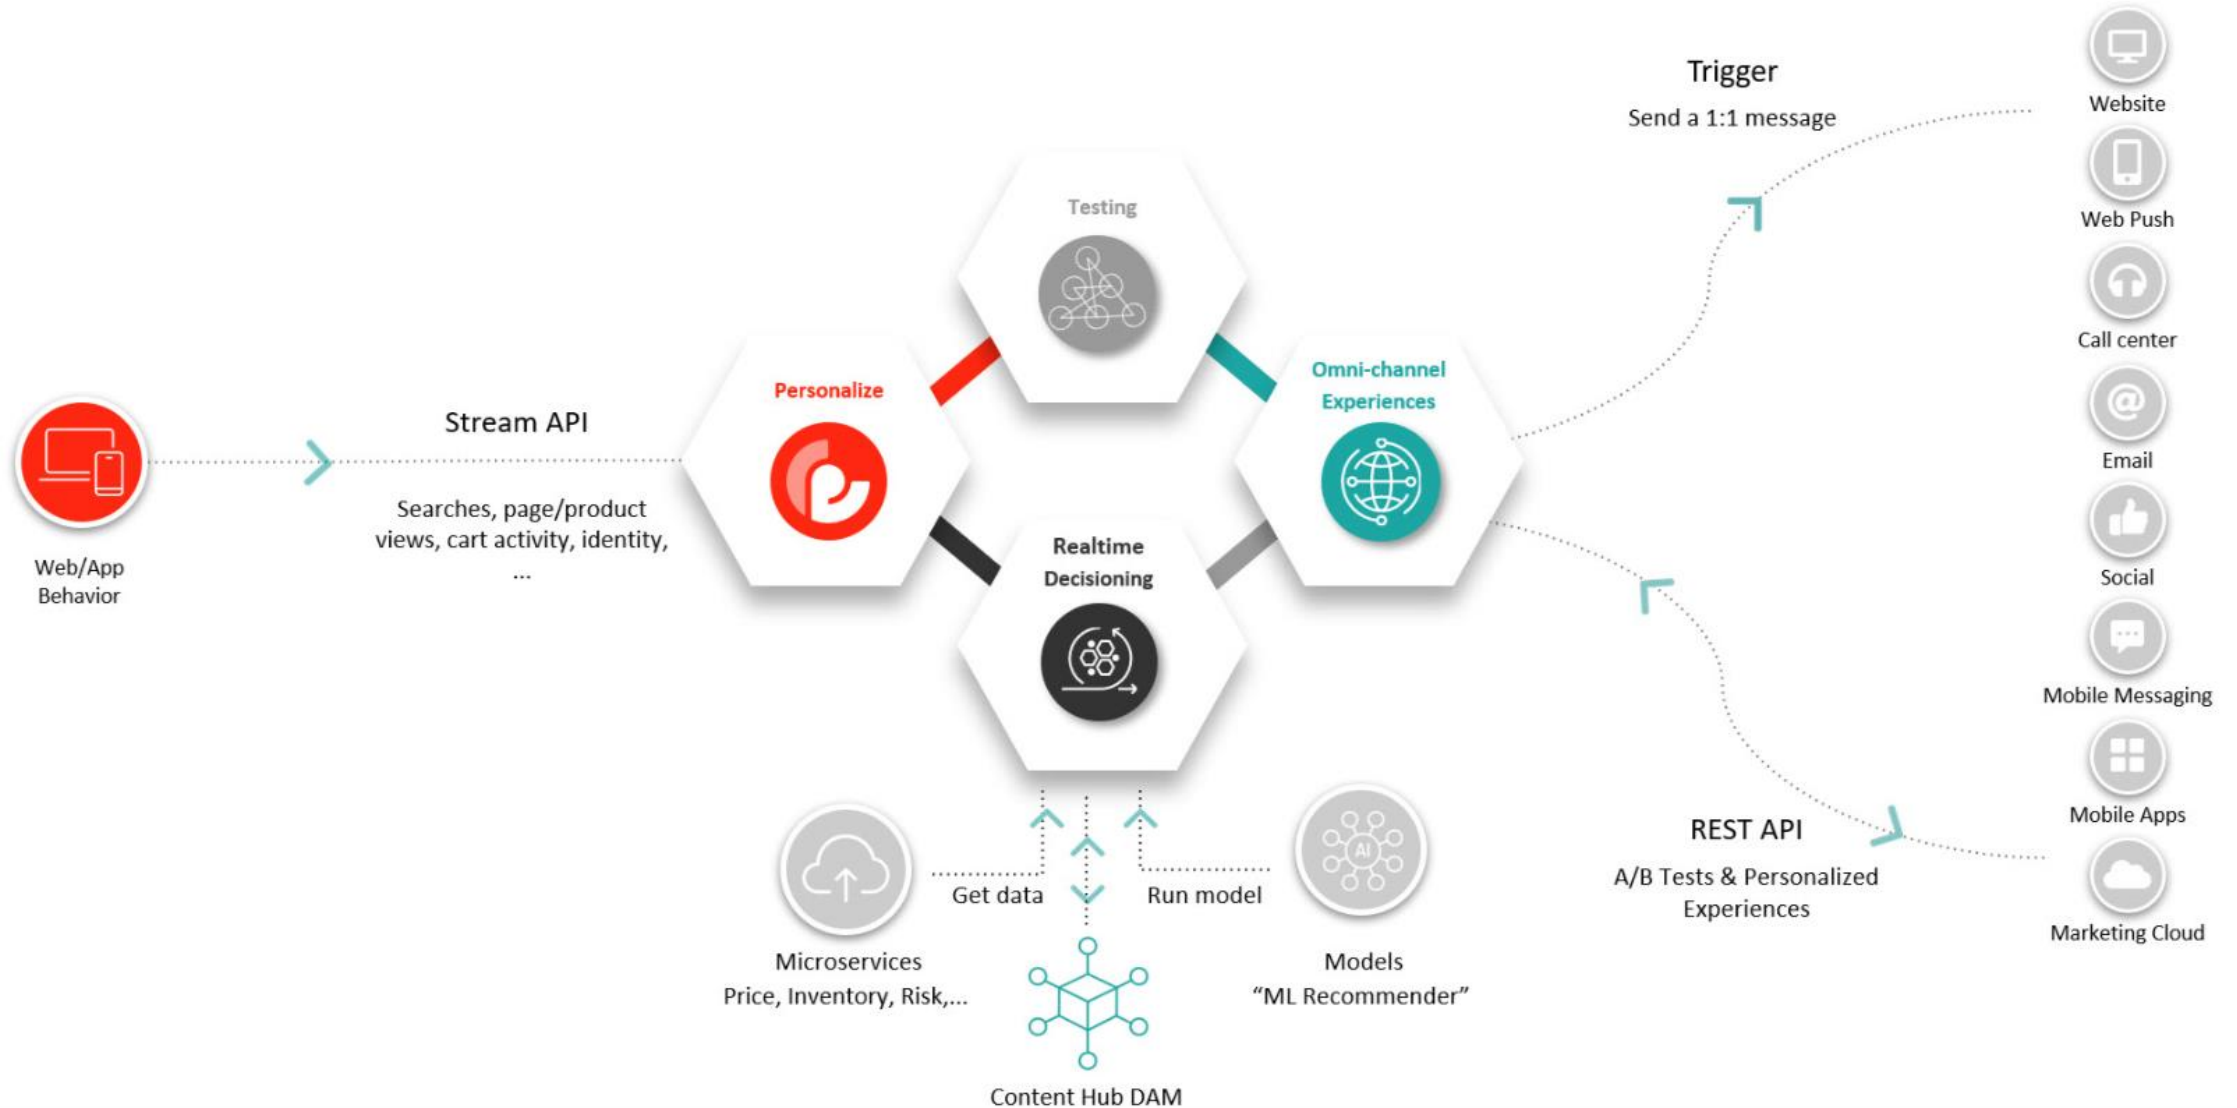 Web/App
Behavior
Stream API
Searches, page/product
views, cart activity, identity,
...
Personalize
Testing
Realtime
Decisioning
Omni-channel
Experiences
Get data
Run model
Microservices
Price, Inventory, Risk,...
Content Hub DAM
AI
Models
“ML Recommender”
Trigger
Send a 1:1 message
REST API
A/B Tests & Personalized
Experiences
Website
Web Push
Call center
@
Email
Social
Mobile Messaging
Mobile Apps
Marketing Cloud